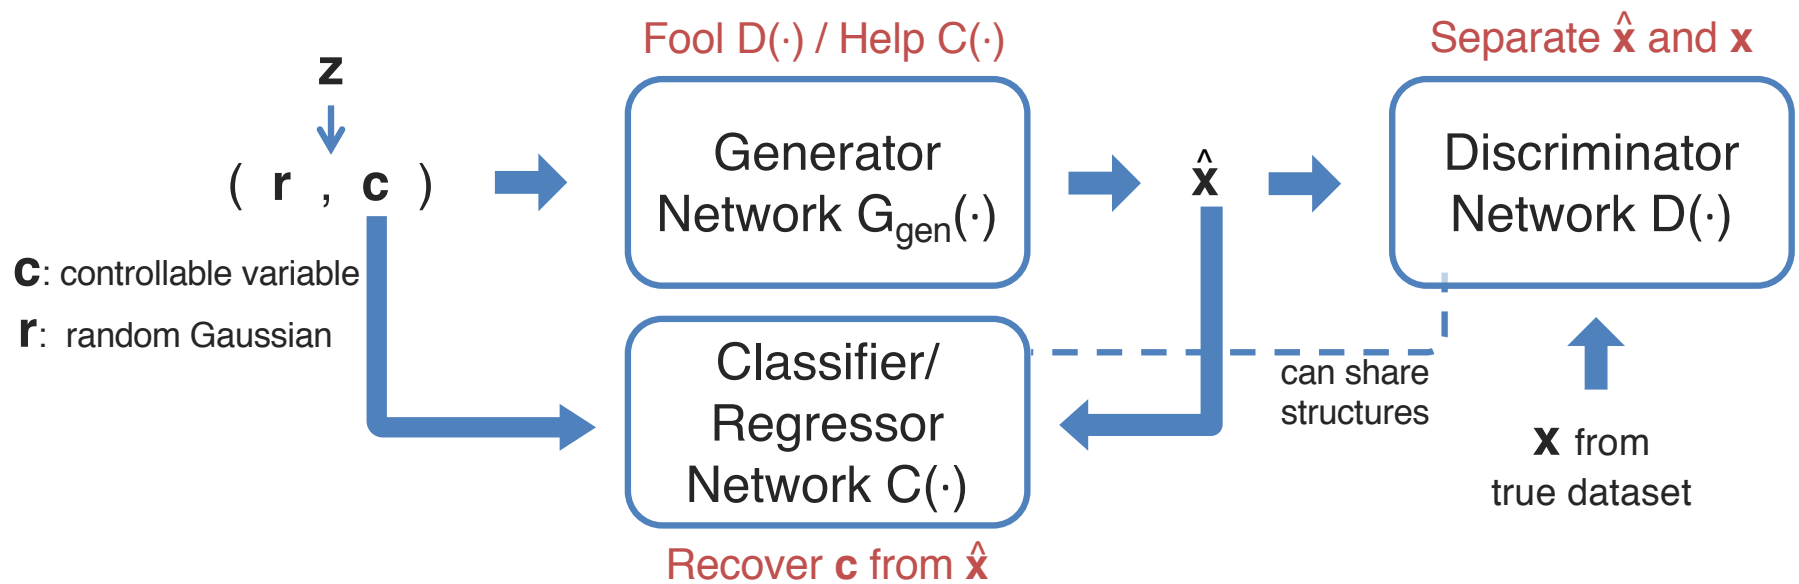 z
( r , c )
c: controllable variable
r: random Gaussian
Fool D(·) / Help C(·)
Generator
Network Ggen(·)
Classifier/
Regressor
Network C(·)
Recover c from x̂
x̂
can share
structures
Separate x̂ and x
Discriminator
Network D(·)
x from
true dataset